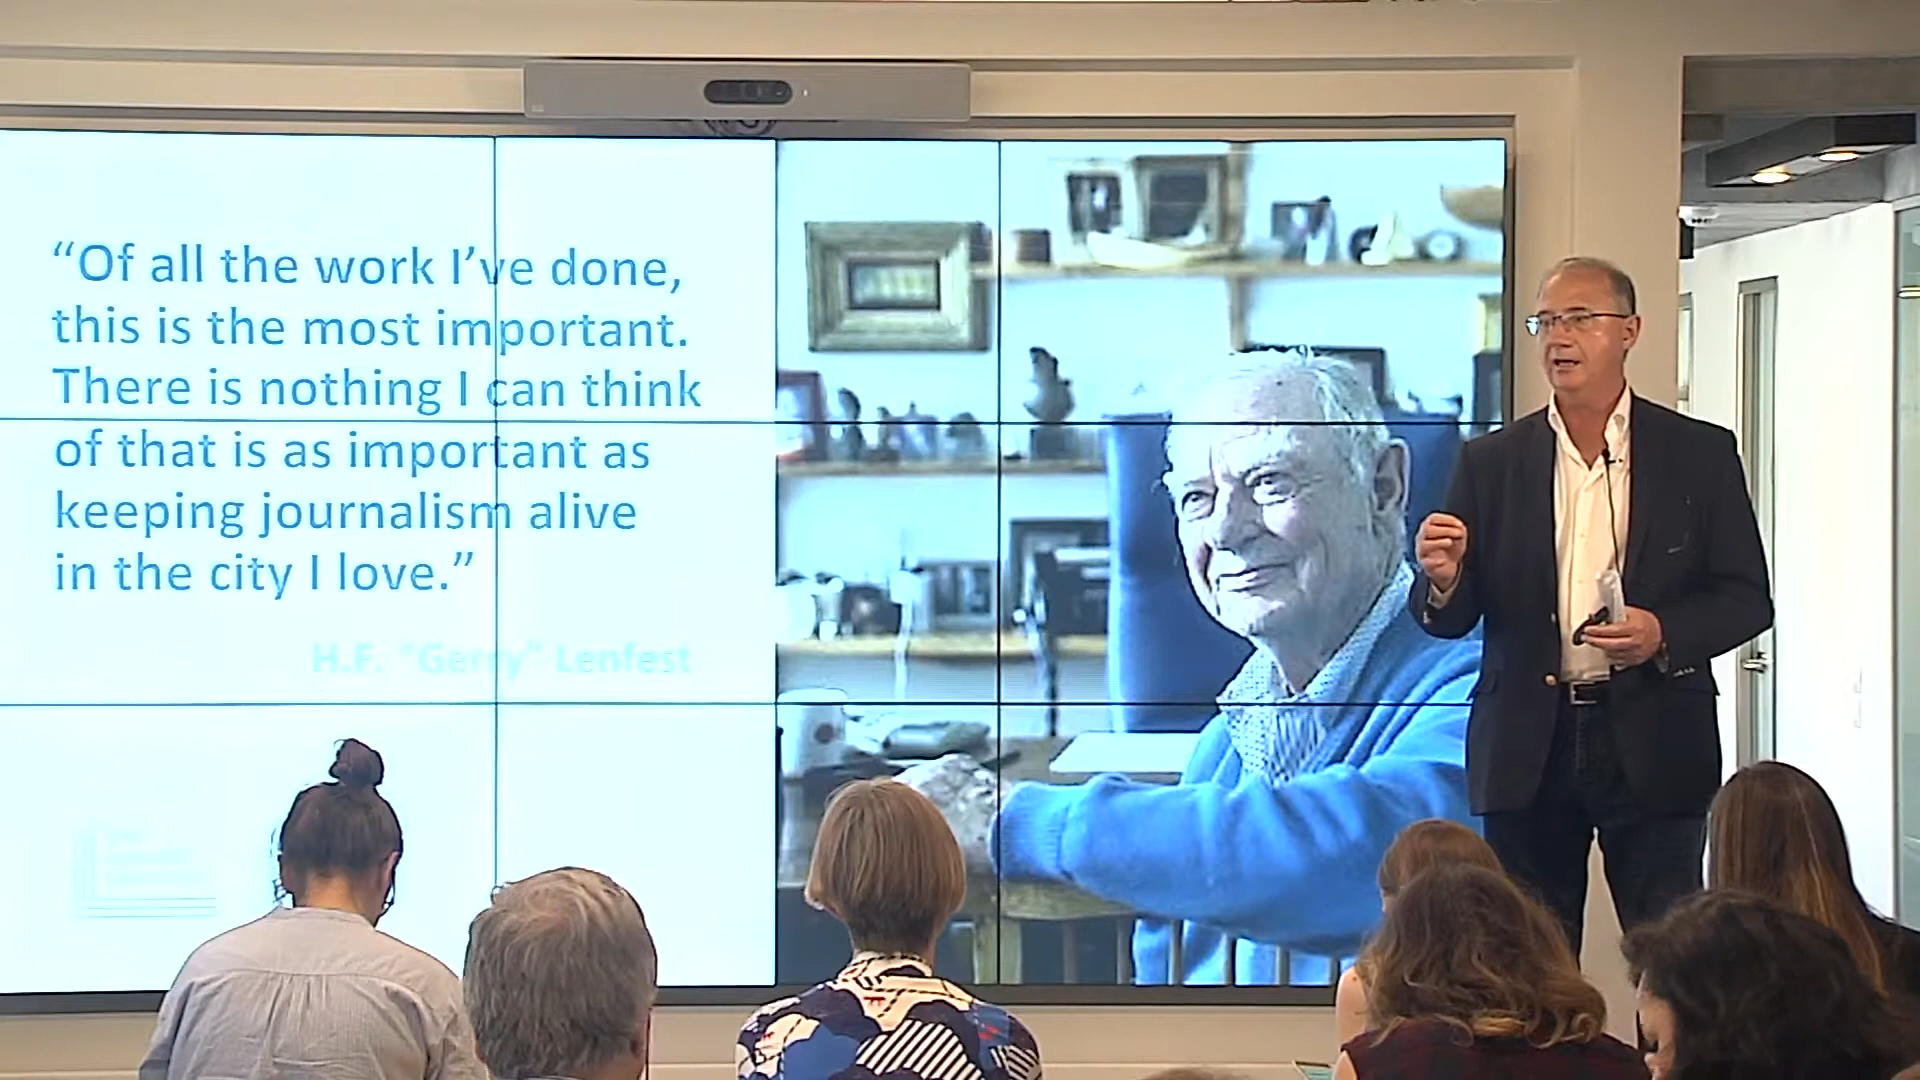 “Of all the work I’ve done,
this is the most important.
There is nothing I can think
of that is as important as
keeping journalism alive
in the city I love.”
H.F. "Gerry" Lenfest